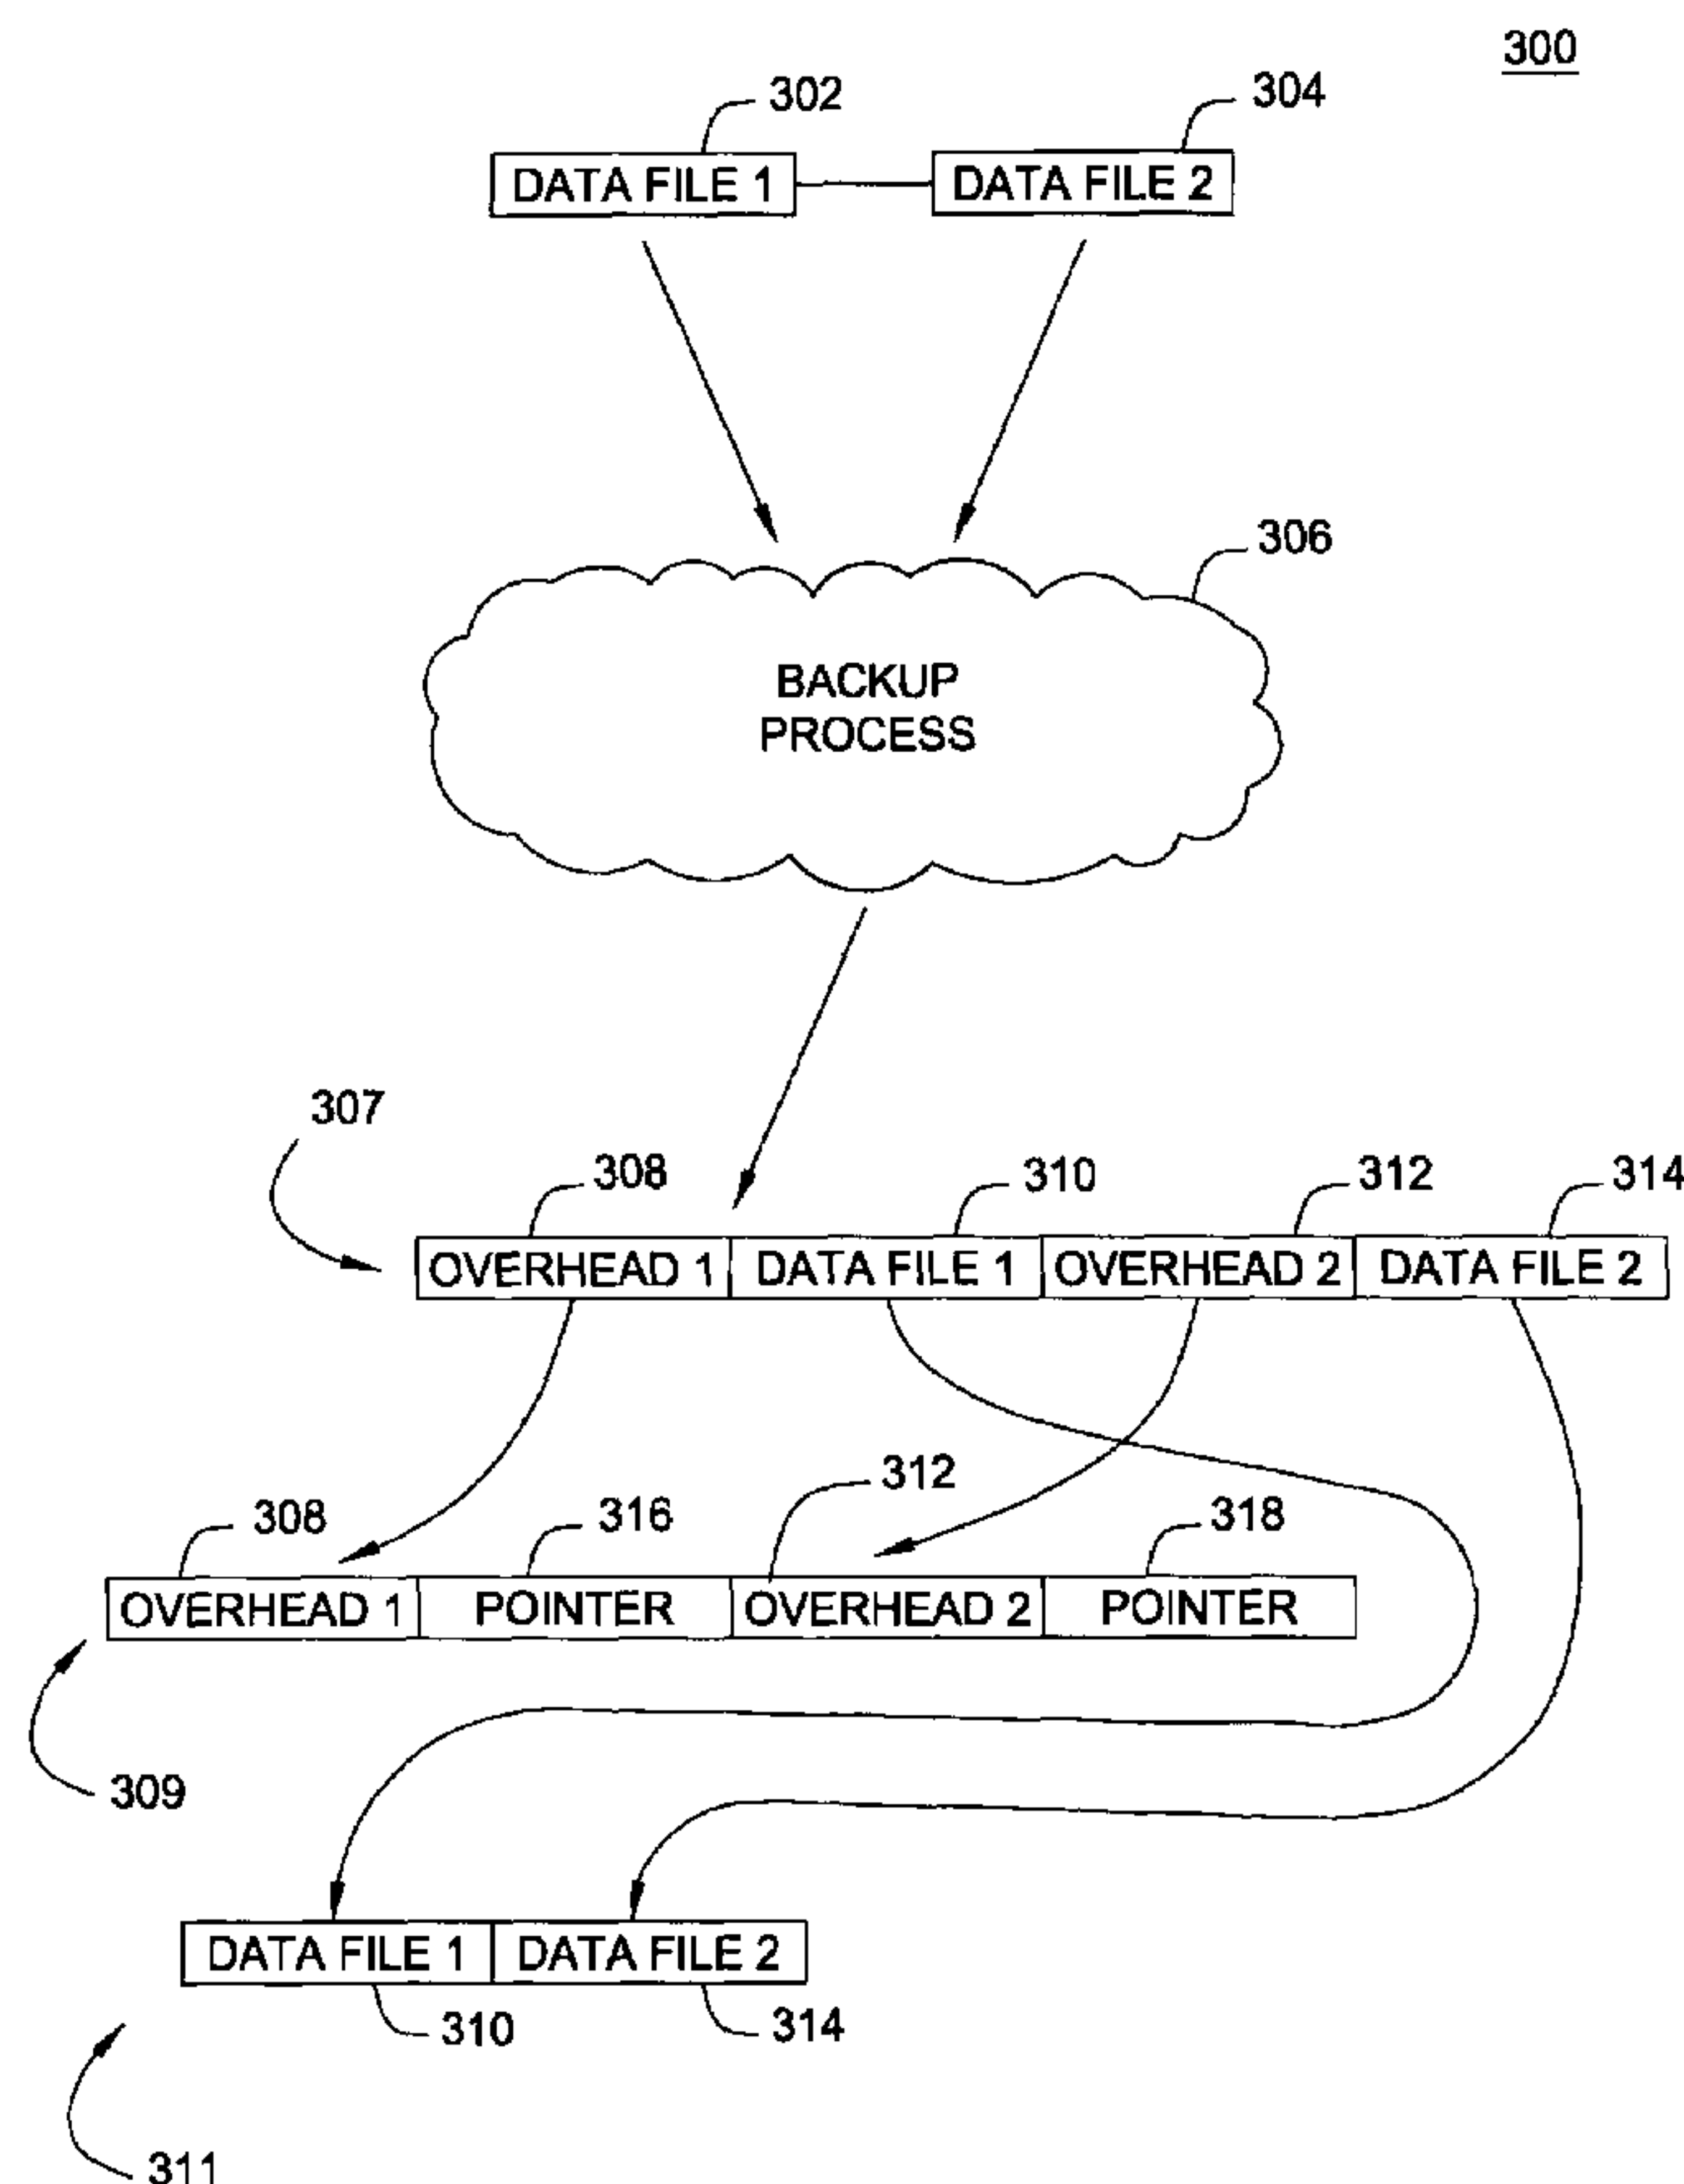 300
302
304
DATA FILE 1
DATA FILE 2
306
BACKUP
PROCESS
307
308
310
312
314
OVERHEAD 1
DATA FILE 1
OVERHEAD 2
DATA FILE 2
312
308
316
318
OVERHEAD 1
POINTER
OVERHEAD 2
POINTER
309
DATA FILE 1
DATA FILE 2
310
314
311